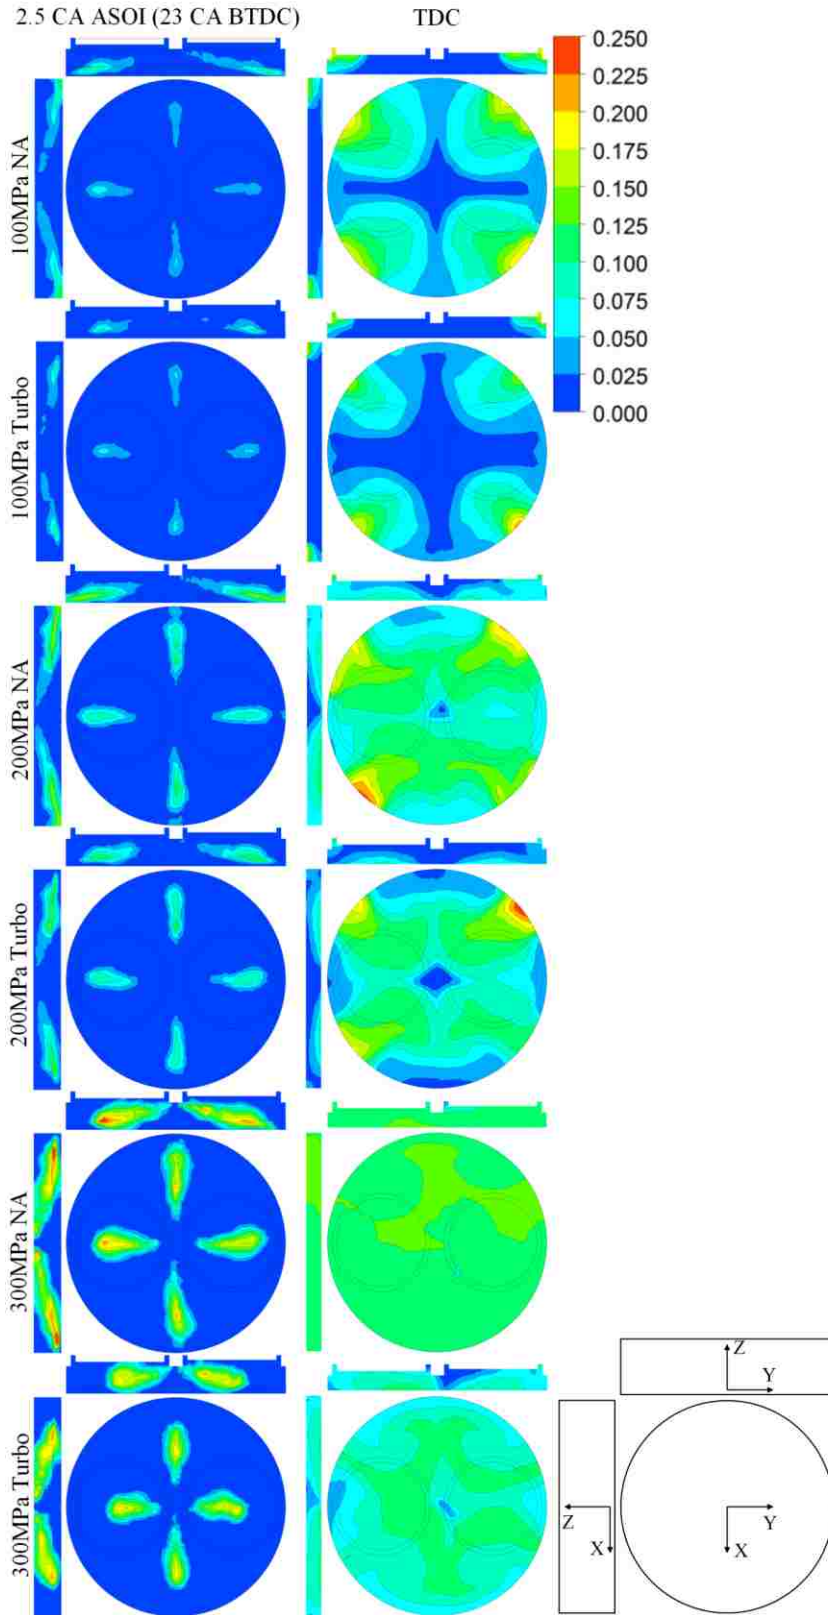 2.5 CA ASOI (23 CA BTDC)
TDC
0.250
0.225
0.200
0.175
0.150
0.125
0.100
0.075
0.050
0.025
0.000
100MPa NA
100MPa Turbo
200MPa NA
200MPa Turbo
300MPa NA
300MPa Turbo
Z
Y
Z
X
Y
X